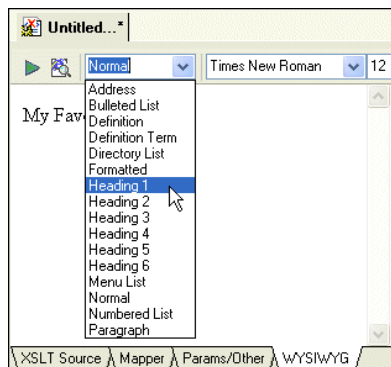 Untitled...*
Normal Times New Roman 12
Address
Bulleted List
My Fav
Definition
Definition Term
Directory List
Formatted
Heading 1
Heading 2
Heading 3
Heading 4
Heading 5
Heading 6
Menu List
Normal
Numbered List
Paragraph
XSLT Source Mapper Params/Other WYSIWYG